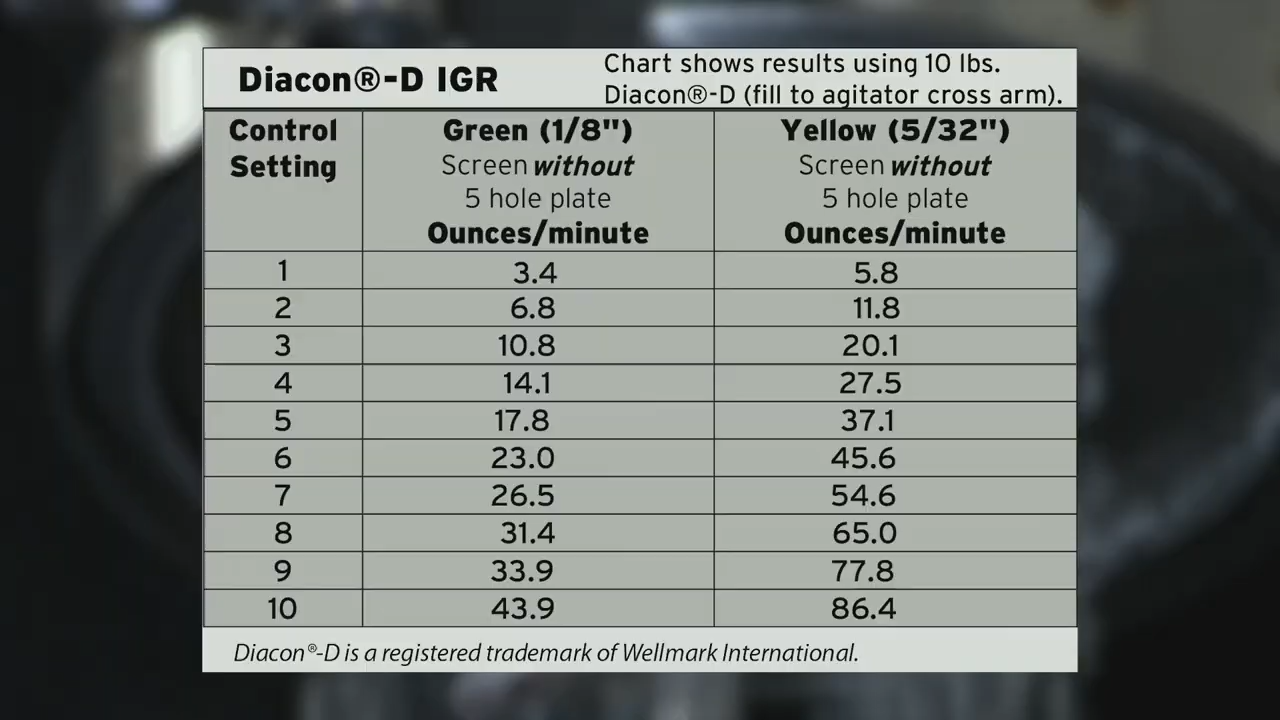 Diacon®-D IGR
Chart shows results using 10 lbs.
Diacon®-D (fill to agitator cross arm).
Control
Setting
Green (1/8")
Screen without
5 hole plate
Ounces/minute
Yellow (5/32")
Screen without
5 hole plate
Ounces/minute
1 3.4 5.8
2 6.8 11.8
3 10.8 20.1
4 14.1 27.5
5 17.8 37.1
6 23.0 45.6
7 26.5 54.6
8 31.4 65.0
9 33.9 77.8
10 43.9 86.4
Diacon®-D is a registered trademark of Wellmark International.